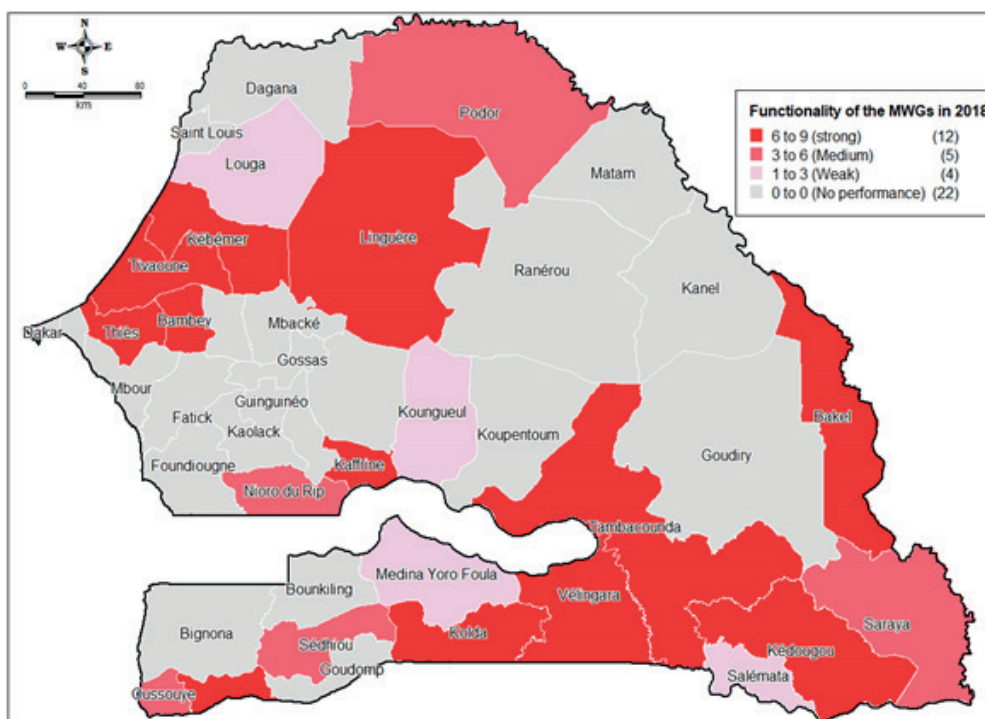 N
W E
S
0 40 80
km
Functionality of the MWGs in 2018
6 to 9 (strong) (12)
3 to 6 (Medium) (5)
1 to 3 (Weak) (4)
0 to 0 (No performance) (22)
Dagana
Podor
Saint Louis
Louga
Matam
Linguère
Kébémer
Tivaoune
Ranérou
Kanel
Dakar
Thiès
Bambey
Mbacké
Gossas
Mbour
Guinguinéo
Koungueul
Fatick
Kaolack
Koupentoum
Bakel
Goudiry
Foundiougne
Kaffrine
Nioro du Rip
Tambacounda
Medina Yoro Foula
Bounkiling
Vélingara
Bignona
Sédhiou
Kolda
Saraya
Goudomp
Kédougou
Salémata
Oussouye